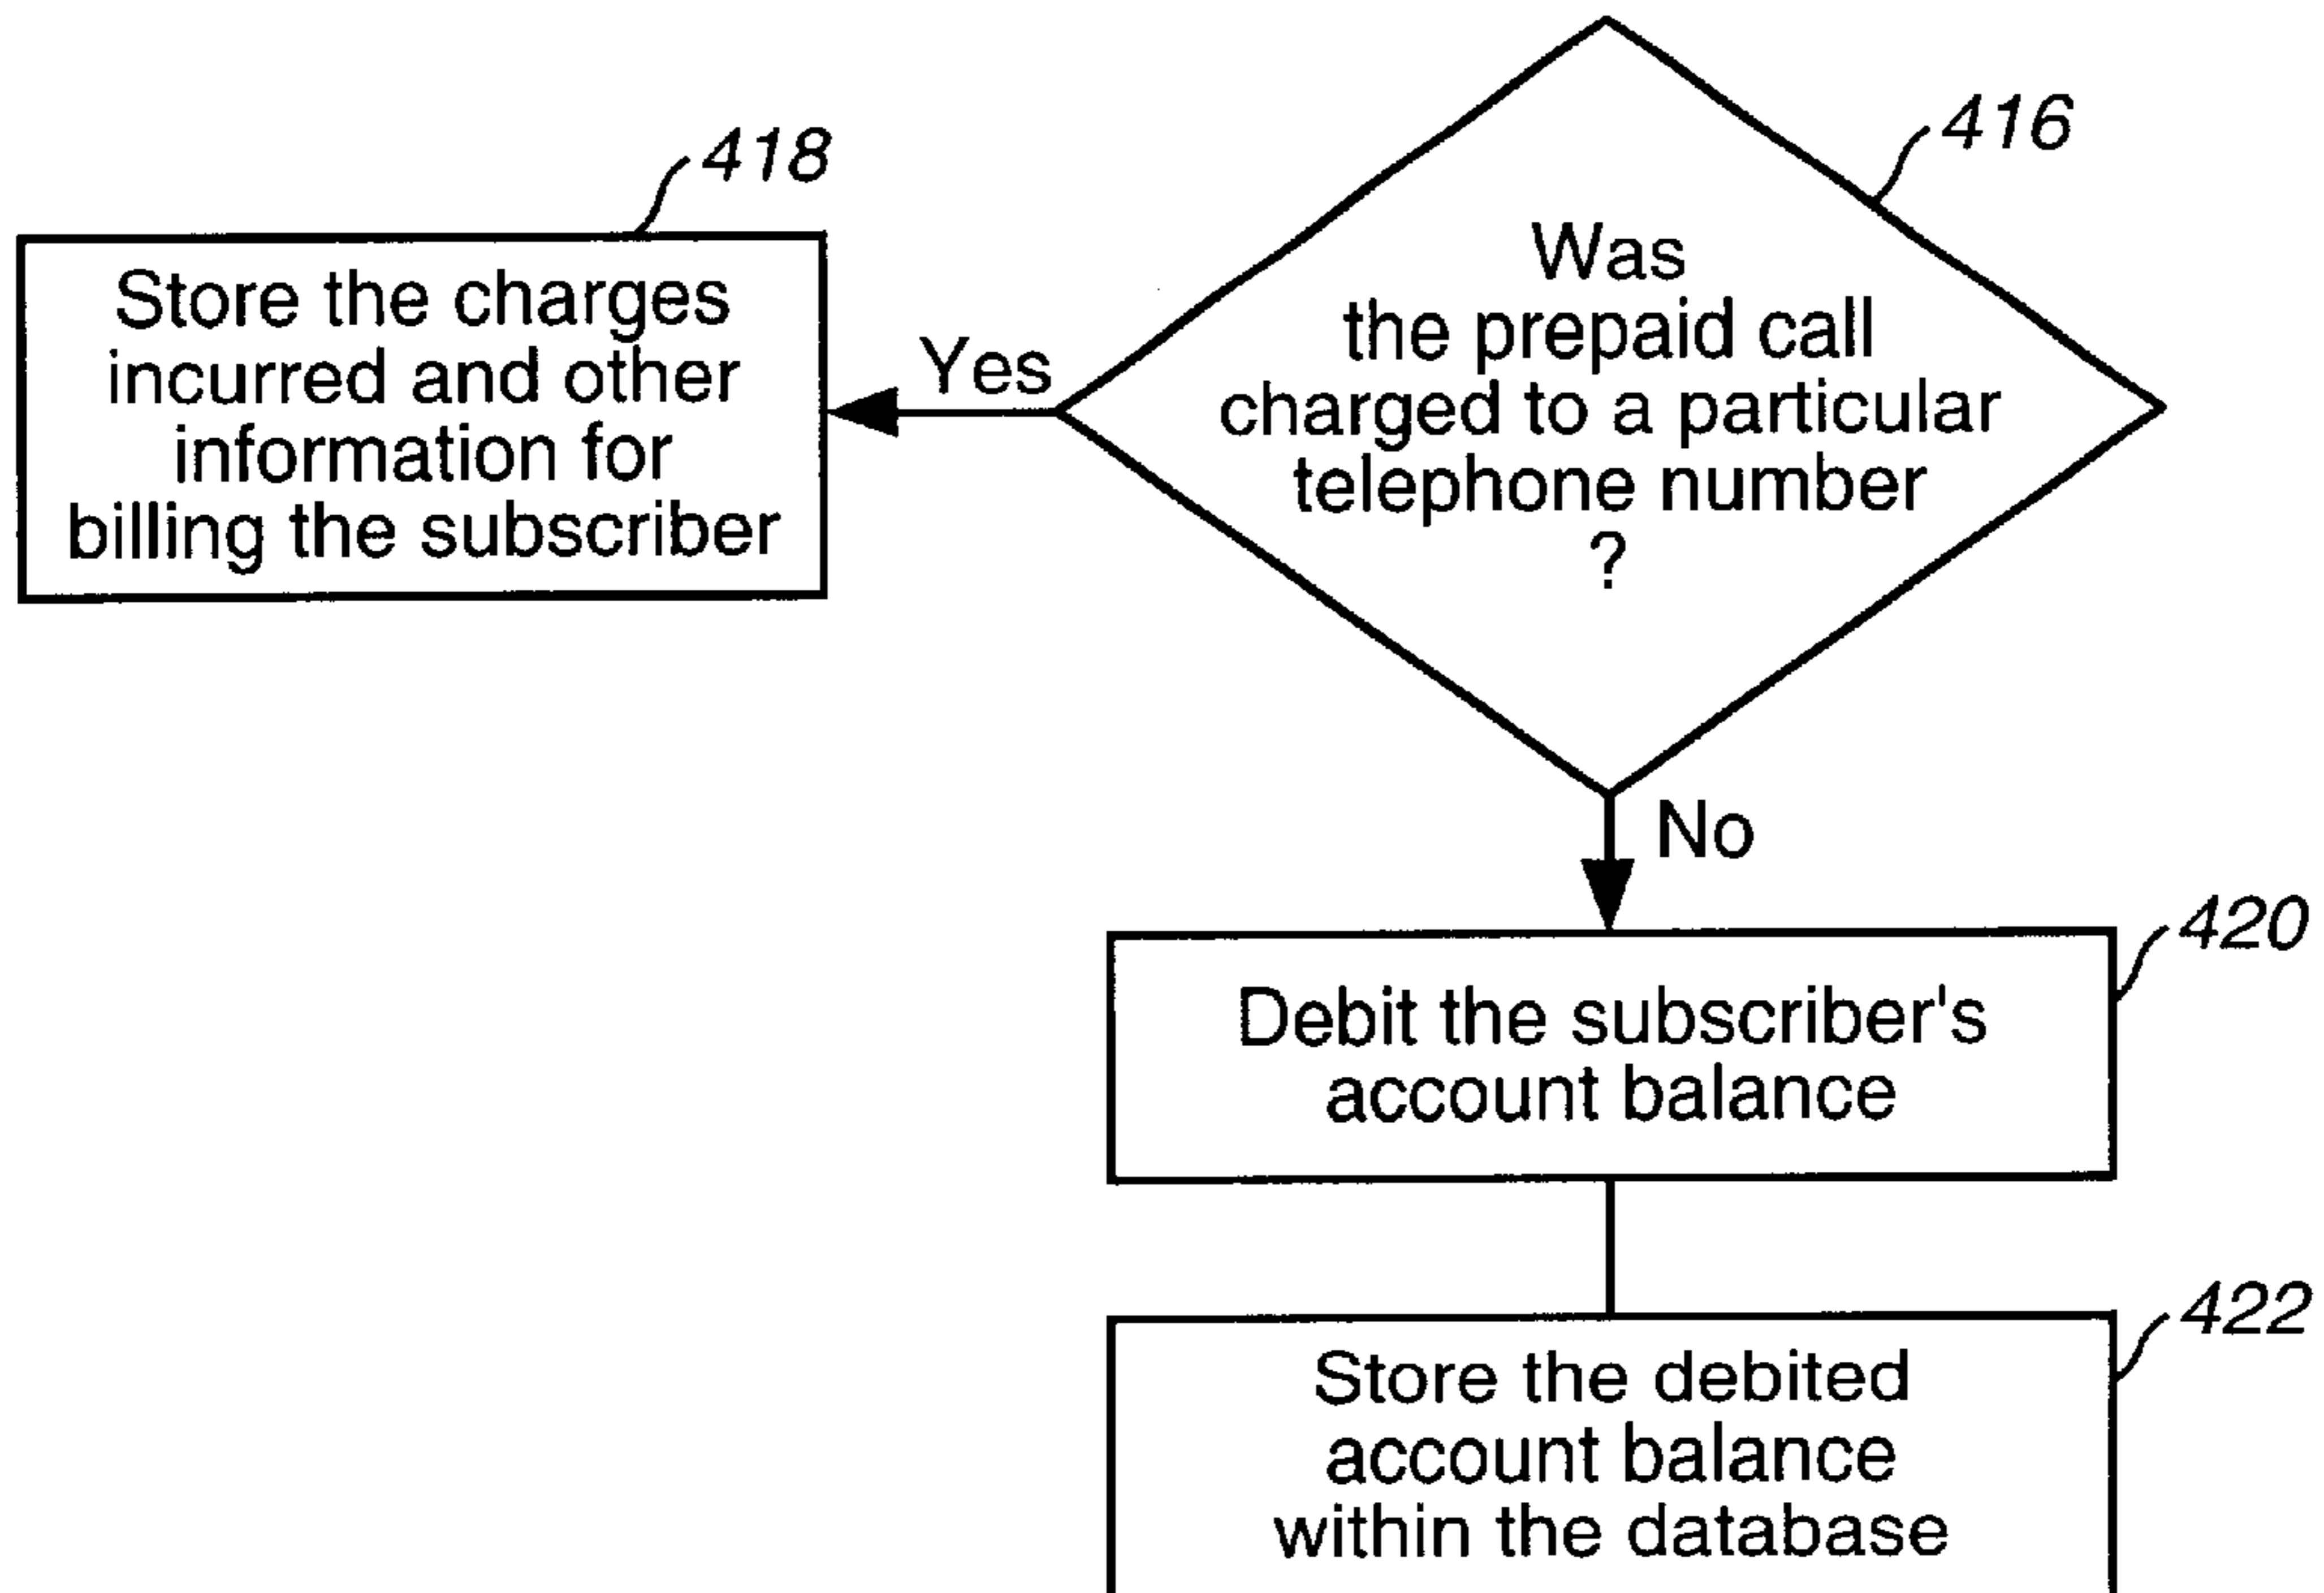 416
Was
the prepaid call
charged to a particular
telephone number
?
Yes
418
Store the charges
incurred and other
information for
billing the subscriber
No
420
Debit the subscriber's
account balance
422
Store the debited
account balance
within the database